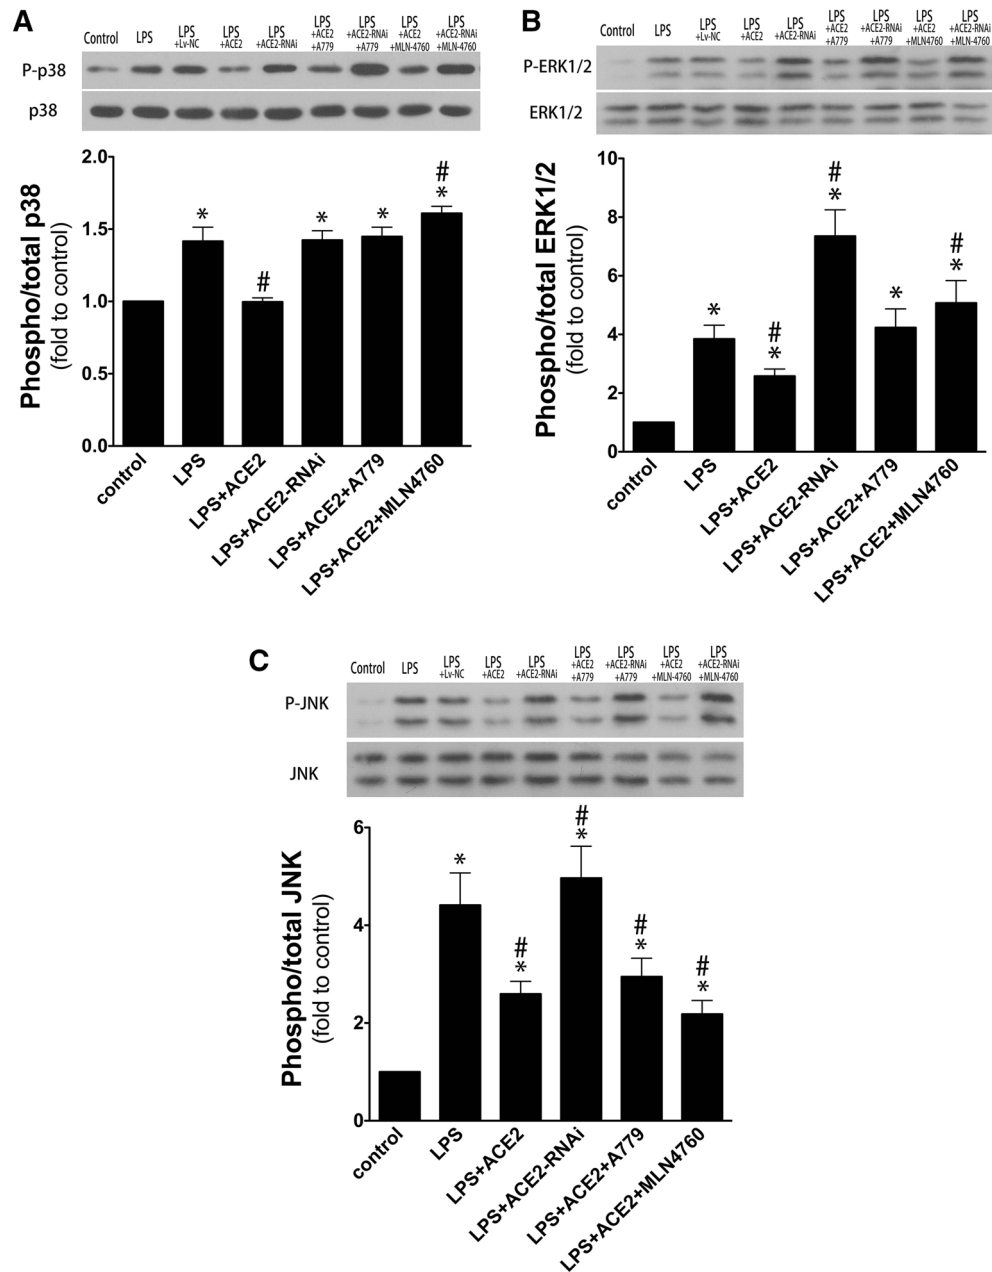 A
Control
LPS
LPS
+Lv-NC
LPS
+ACE2
LPS
+ACE2-RNAi
LPS
+ACE2
+A779
LPS
+ACE2-RNAi
+A779
LPS
+ACE2
+MLN-4760
LPS
+ACE2-RNAi
+MLN-4760
P-p38
p38
Phospho/total p38
(fold to control)
2.0
1.5
1.0
0.5
0.0
*
#
*
*
#
*
control
LPS
LPS+ACE2
LPS+ACE2-RNAi
LPS+ACE2+A779
LPS+ACE2+MLN4760
B
Control
LPS
LPS
+Lv-NC
LPS
+ACE2
LPS
+ACE2-RNAi
LPS
+ACE2
+A779
LPS
+ACE2-RNAi
+A779
LPS
+ACE2
+MLN4760
LPS
+ACE2-RNAi
+MLN-4760
P-ERK1/2
ERK1/2
Phospho/total ERK1/2
(fold to control)
10
8
6
4
2
0
*
#
*
#
*
*
#
*
control
LPS
LPS+ACE2
LPS+ACE2-RNAi
LPS+ACE2+A779
LPS+ACE2+MLN4760
C
Control
LPS
LPS
+Lv-NC
LPS
+ACE2
LPS
+ACE2-RNAi
LPS
+ACE2
+A779
LPS
+ACE2-RNAi
+A779
LPS
+ACE2
+MLN-4760
LPS
+ACE2-RNAi
+MLN-4760
P-JNK
JNK
Phospho/total JNK
(fold to control)
6
4
2
0
*
#
*
#
*
#
*
#
*
control
LPS
LPS+ACE2
LPS+ACE2-RNAi
LPS+ACE2+A779
LPS+ACE2+MLN4760